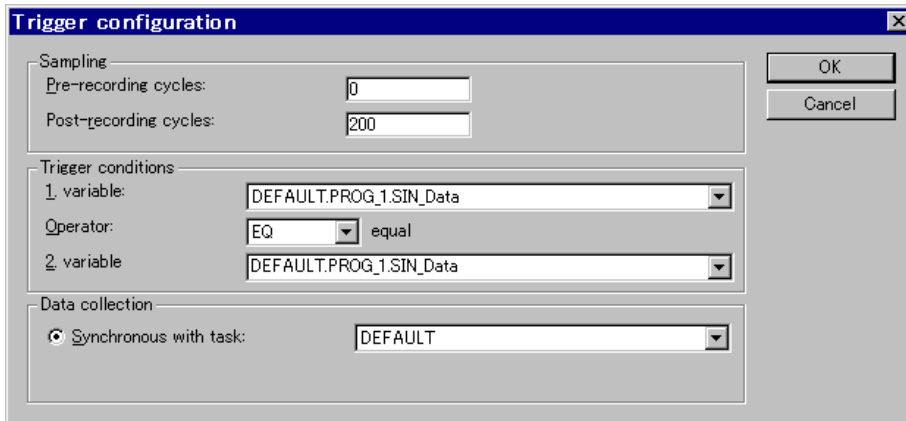 Trigger configuration
Sampling
Pre-recording cycles:
0
Post-recording cycles:
200
OK
Cancel
Trigger conditions
1. variable:
DEFAULT.PROG_1.SIN_Data
Operator:
EQ
equal
2. variable
DEFAULT.PROG_1.SIN_Data
Data collection
Synchronous with task:
DEFAULT